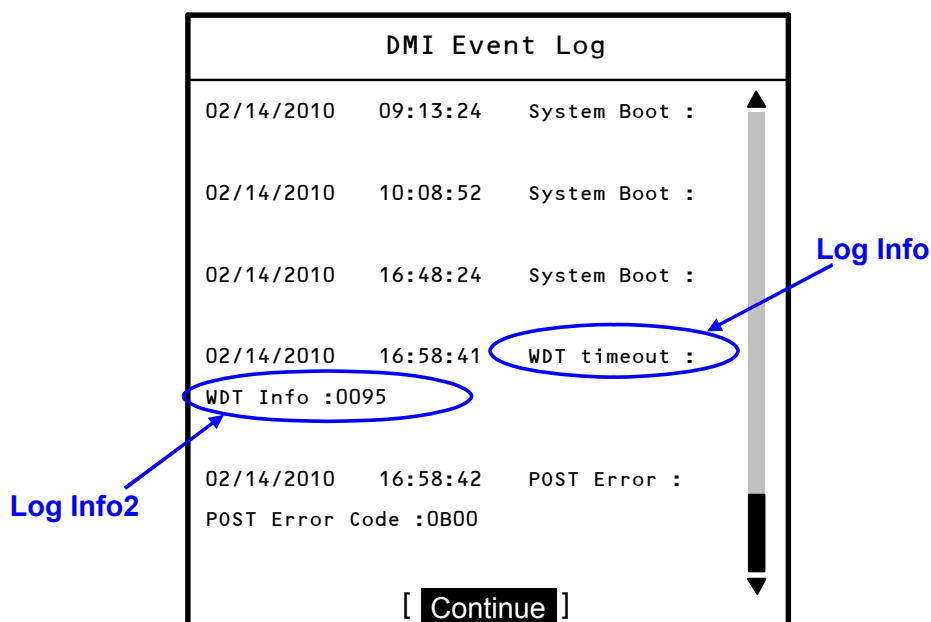 DMI Event Log
02/14/2010 09:13:24 System Boot :
02/14/2010 10:08:52 System Boot :
Log Info
02/14/2010 16:48:24 System Boot :
02/14/2010 16:58:41 WDT timeout :
WDT Info :0095
02/14/2010 16:58:42 POST Error :
Log Info2
POST Error Code :0B00
[ Continue ]